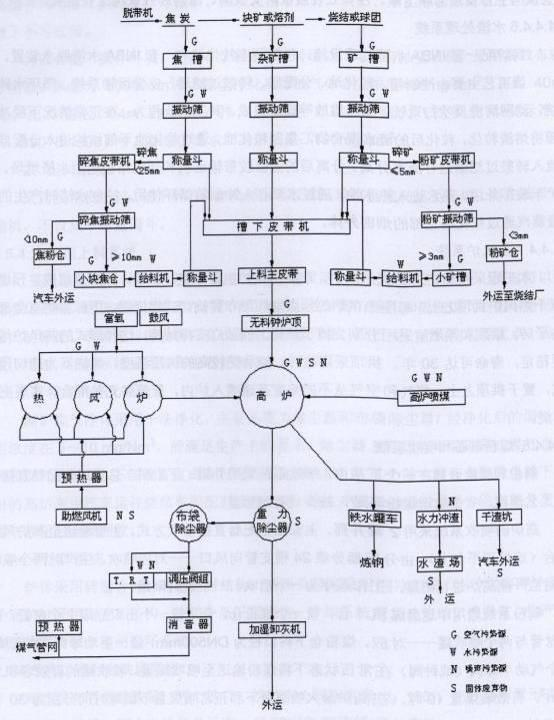 脱带机
焦炭
块矿或熔剂
烧结或球团
G
G
G
焦槽
杂矿槽
矿槽
G W
G W
G W
振动筛
振动筛
振动筛
碎焦皮带机
碎焦
<25mm
称量斗
称量斗
称量斗
碎矿
≤5mm
粉矿皮带机
G W
G W
碎焦振动筛
槽下皮带机
粉矿振动筛
<10mm
G
≥10mm
W
W
≥3mm
G
<3mm
焦粉仓
小块焦仓
给料机
称量斗
上料主皮带
称量斗
给料机
小矿槽
粉矿仓
G
G
汽车外运
外运至烧结厂
富氧
鼓风
G
无料钟炉顶
G
G W S N
G W N
热
风
炉
高炉
高炉喷煤
预热器
N
助燃风机
布袋除尘器
重力除尘器
S
铁水罐车
水力冲渣
干渣坑
炼钢
S
W N
水渣场
汽车外运
S
S
T.R.T
调压阀组
外运
消音器
加湿卸灰机
预热器
煤气管网
G 空气污染源
W 水污染源
N 噪声污染源
S 固体废弃物
外运